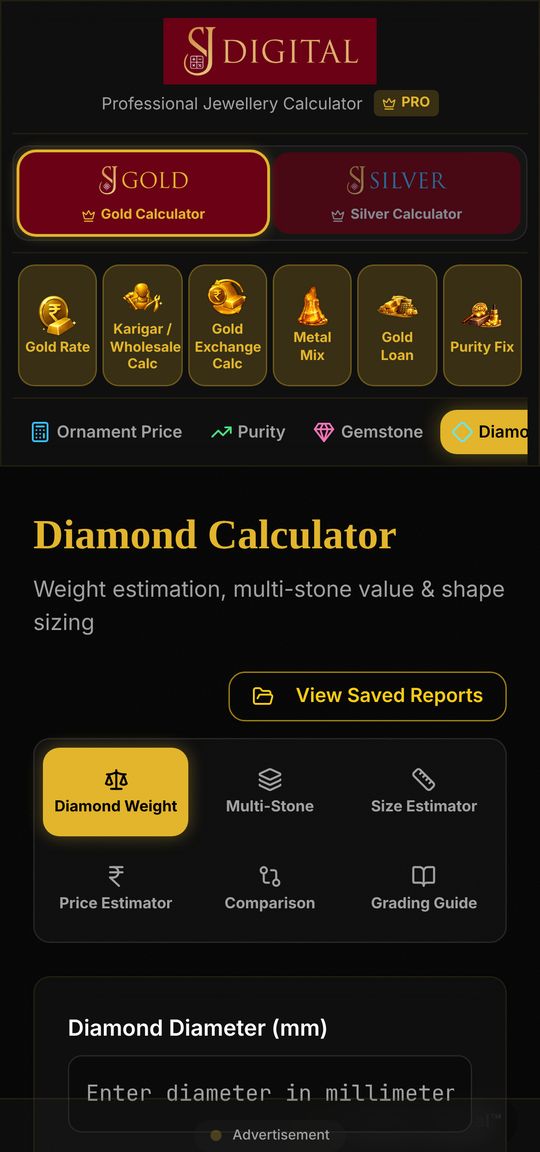 SJ DIGITAL
Professional Jewellery Calculator PRO
SJ GOLD
Gold Calculator
SJ SILVER
Silver Calculator
Gold Rate
Karigar /
Wholesale
Calc
Gold
Exchange
Calc
Metal
Mix
Gold
Loan
Purity Fix
Ornament Price Purity Gemstone Diamo
Diamond Calculator
Weight estimation, multi-stone value & shape
sizing
View Saved Reports
Diamond Weight Multi-Stone Size Estimator
Price Estimator Comparison Grading Guide
Diamond Diameter (mm)
Enter diameter in millimeter
Advertisement